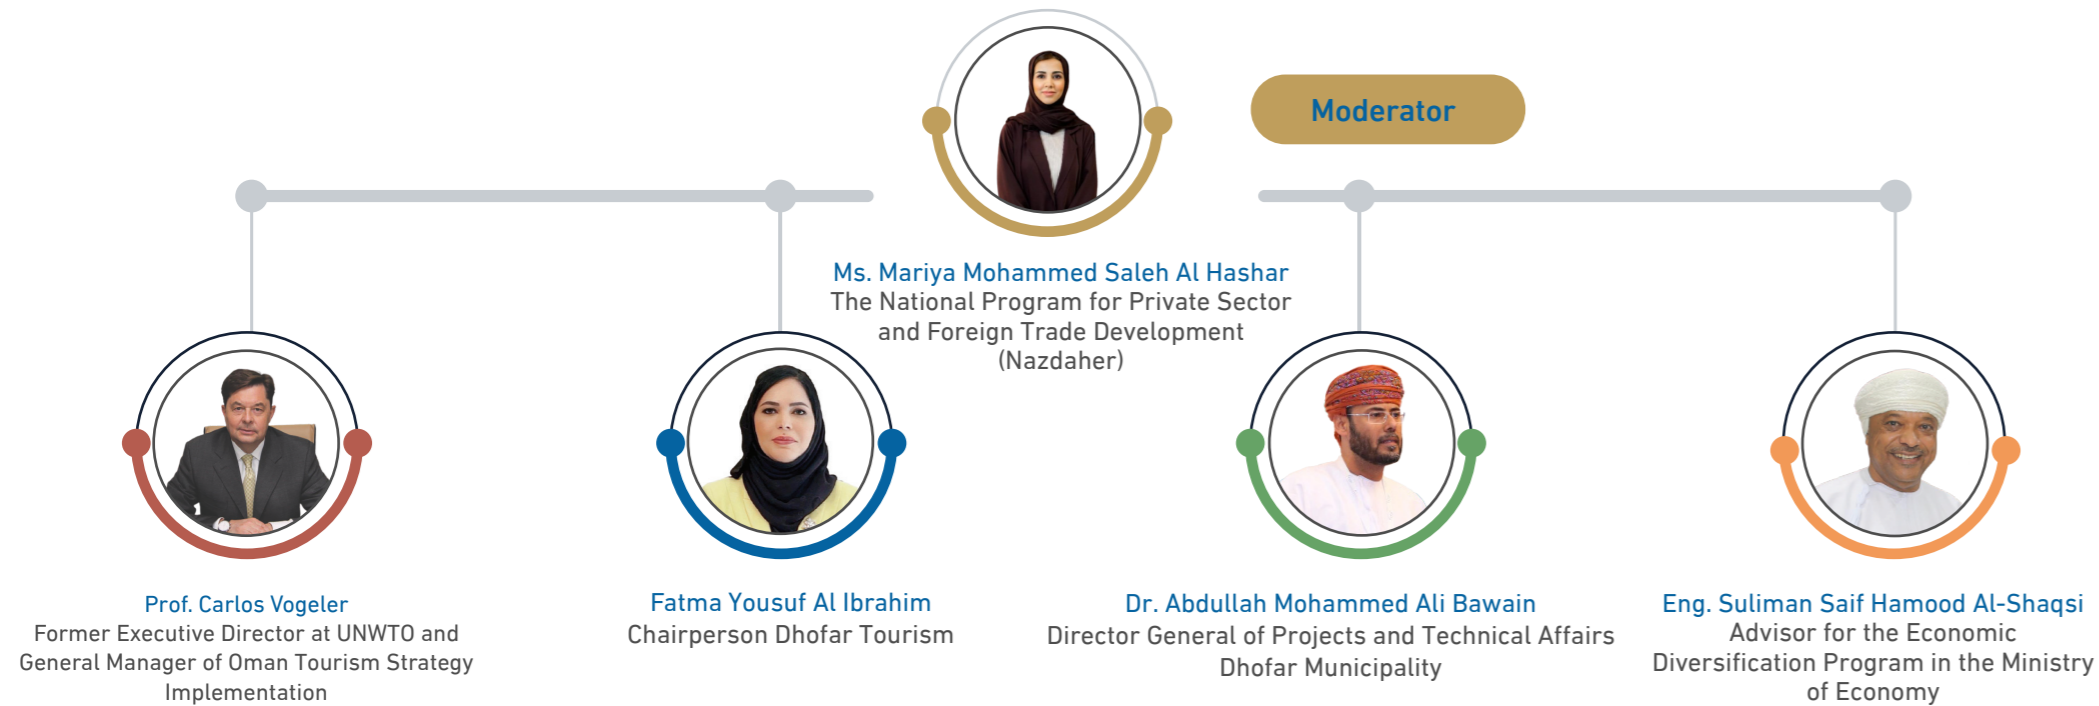 Moderator
Ms. Mariya Mohammed Saleh Al Hashar
The National Program for Private Sector
and Foreign Trade Development
(Nazdaher)
Prof. Carlos Vogeler
Former Executive Director at UNWTO and
General Manager of Oman Tourism Strategy
Implementation
Fatma Yousuf Al Ibrahim
Chairperson Dhofar Tourism
Dr. Abdullah Mohammed Ali Bawain
Director General of Projects and Technical Affairs
Dhofar Municipality
Eng. Suliman Saif Hamood Al-Shaqsi
Advisor for the Economic
Diversification Program in the Ministry
of Economy